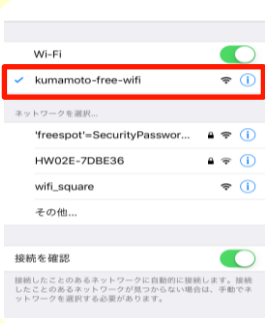 Wi-Fi
kumamoto-free-wifi
ネットワークを選択...
'freespot'=SecurityPasswor...
HW02E-7DBE36
wifi_square
その他...
接続を確認
接続したことのあるネットワークに自動的に接続します。接続
したことのあるネットワークが見つからない場合は、手動でネ
ットワークを選択する必要があります。